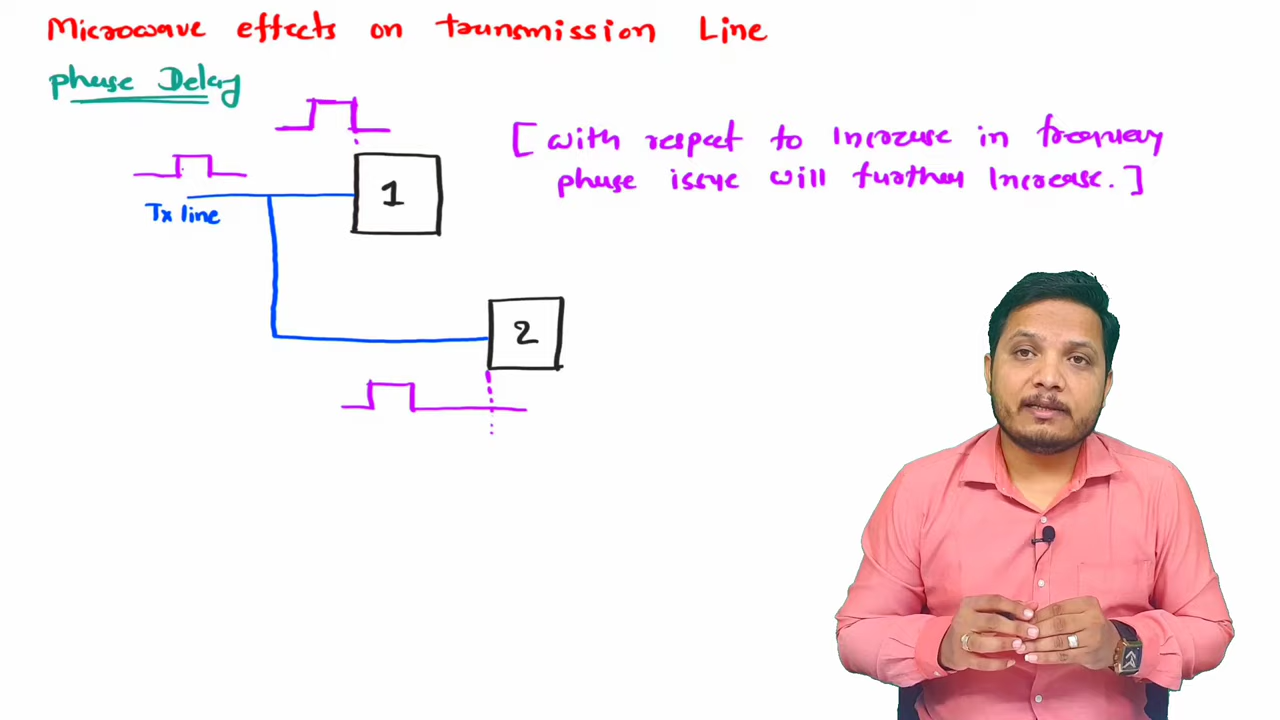 Microwave effects on transmission Line
phase Delay
[with respect to Increase in frequency
phase issue will further Increase.]
1
Tx line
2